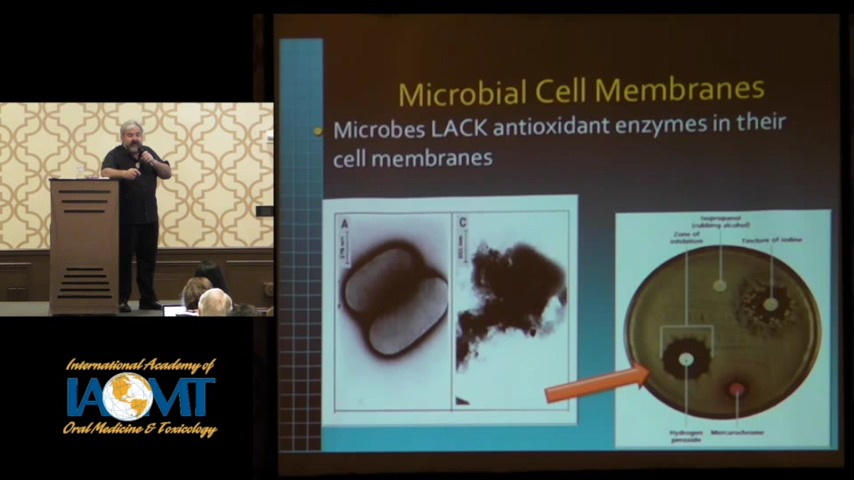 Microbial Cell Membranes
Microbes LACK antioxidant enzymes in their
cell membranes
A
C
Isopropanol
(rubbing alcohol)
Zone of
inhibition
Tincture of iodine
Hydrogen
peroxide
Mercurochrome
International Academy of
IAOMT
Oral Medicine & Toxicology